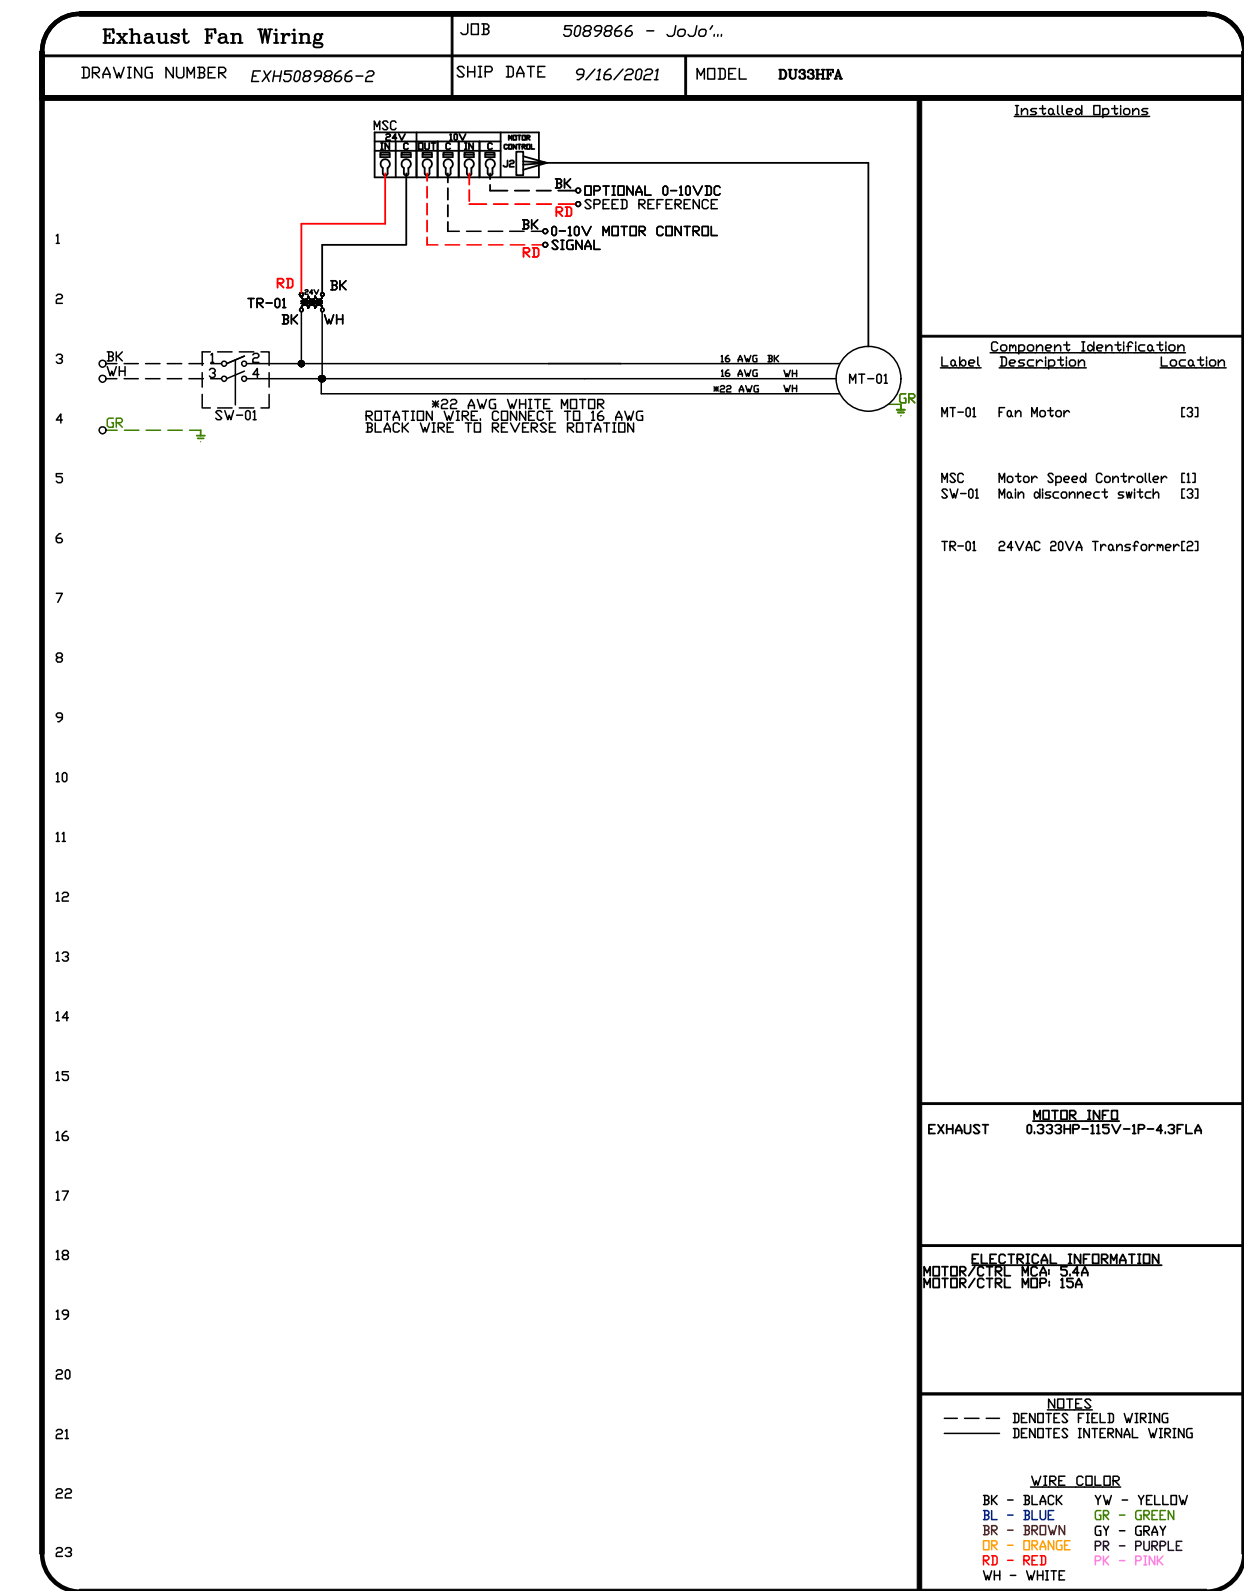 Exhaust Fan Wiring
JOB 5089866 - JoJo'...
DRAWING NUMBER EXH5089866-2
SHIP DATE 9/16/2021
MODEL DU33HFA
MSC
24V 10V MOTOR
IN C OUT C IN C CONTROL
J2
BK OPTIONAL 0-10VDC
RD SPEED REFERENCE
BK 0-10V MOTOR CONTROL
RD SIGNAL
RD 24V BK
TR-01
BK WH
BK 1 2 16 AWG BK
WH 3 4 16 AWG WH
*22 AWG WH
MT-01
GR
SW-01
GR
*22 AWG WHITE MOTOR
ROTATION WIRE. CONNECT TO 16 AWG
BLACK WIRE TO REVERSE ROTATION
1
2
3
4
5
6
7
8
9
10
11
12
13
14
15
16
17
18
19
20
21
22
23
Installed Options
Component Identification
Label Description Location
MT-01 Fan Motor [3]
MSC Motor Speed Controller [1]
SW-01 Main disconnect switch [3]
TR-01 24VAC 20VA Transformer[2]
MOTOR INFO
EXHAUST 0.333HP-115V-1P-4.3FLA
ELECTRICAL INFORMATION
MOTOR/CTRL MCA: 5.4A
MOTOR/CTRL MOP: 15A
NOTES
DENOTES FIELD WIRING
DENOTES INTERNAL WIRING
WIRE COLOR
BK - BLACK YW - YELLOW
BL - BLUE GR - GREEN
BR - BROWN GY - GRAY
OR - ORANGE PR - PURPLE
RD - RED PK - PINK
WH - WHITE